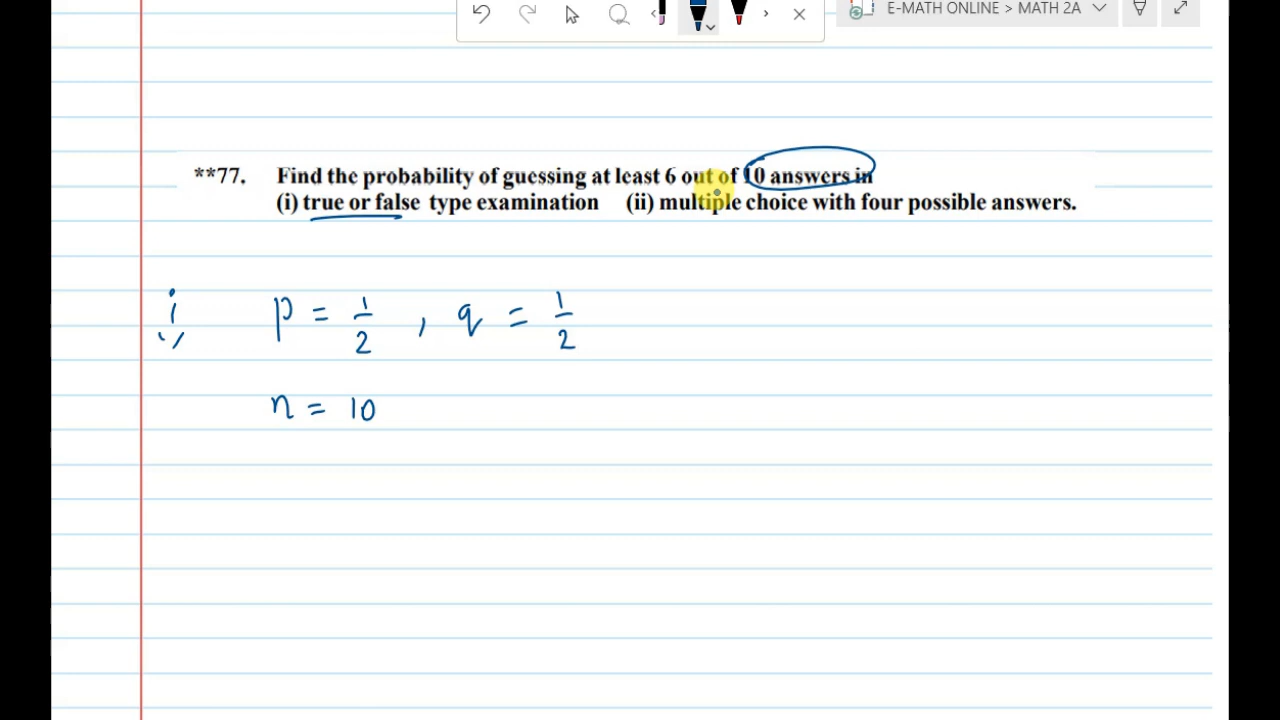 E-MATH ONLINE > MATH 2A
**77. Find the probability of guessing at least 6 out of 10 answers in
(i) true or false type examination (ii) multiple choice with four possible answers.
i p = 1/2 , q = 1/2
n = 10